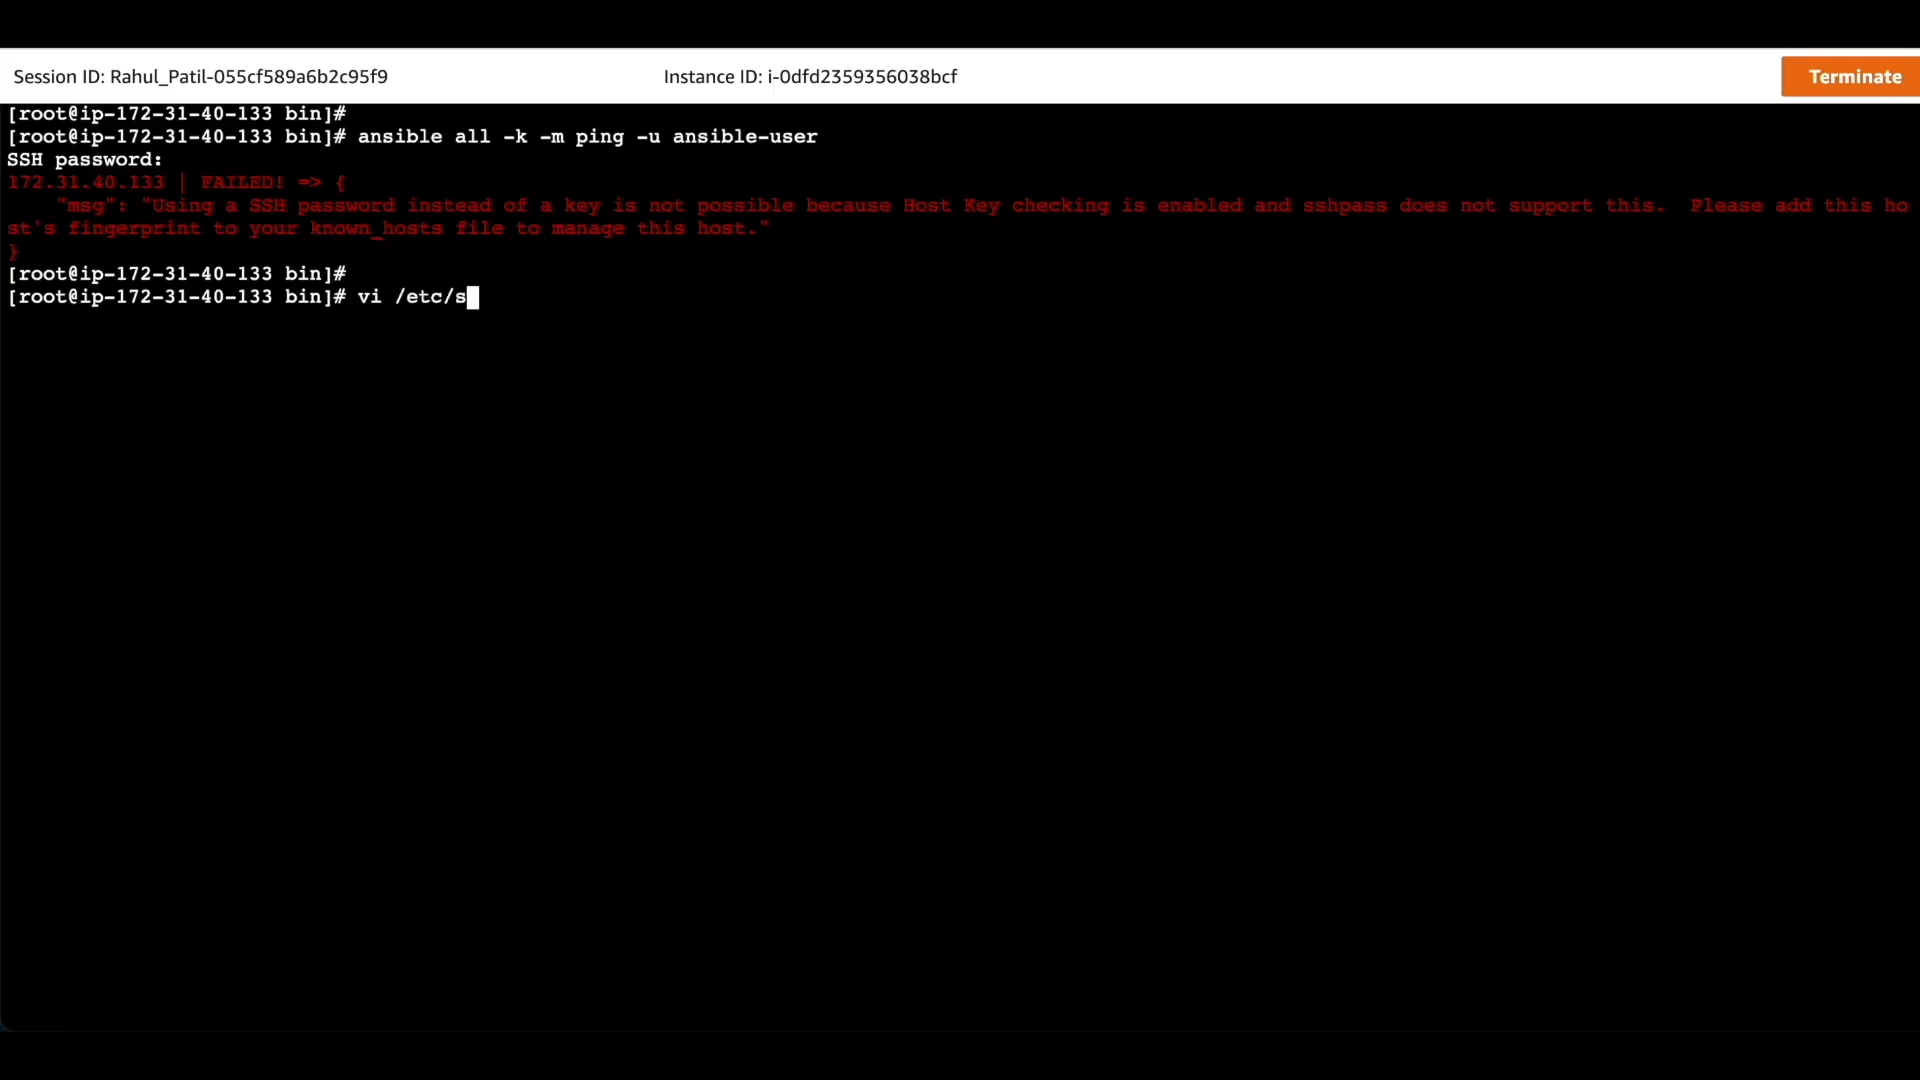 Session ID: Rahul_Patil-055cf589a6b2c95f9 Instance ID: i-0dfd2359356038bcf Terminate
[root@ip-172-31-40-133 bin]#
[root@ip-172-31-40-133 bin]# ansible all -k -m ping -u ansible-user
SSH password:
172.31.40.133 | FAILED! => {
    "msg": "Using a SSH password instead of a key is not possible because Host Key checking is enabled and sshpass does not support this.  Please add this ho
st's fingerprint to your known_hosts file to manage this host."
}
[root@ip-172-31-40-133 bin]#
[root@ip-172-31-40-133 bin]# vi /etc/s